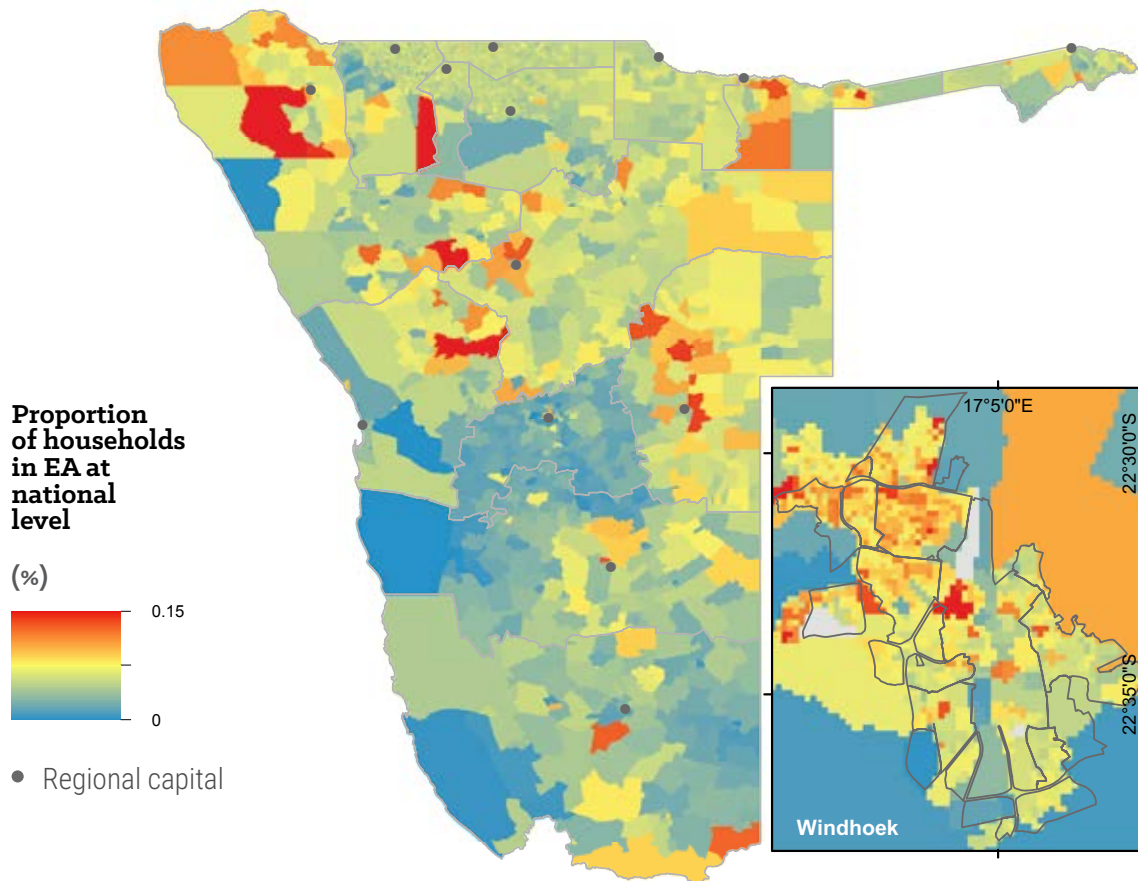 Proportion
of households
in EA at
national
level
(%)
0.15
0
Regional capital
17°5'0"E
22°30'0"S
22°35'0"S
Windhoek